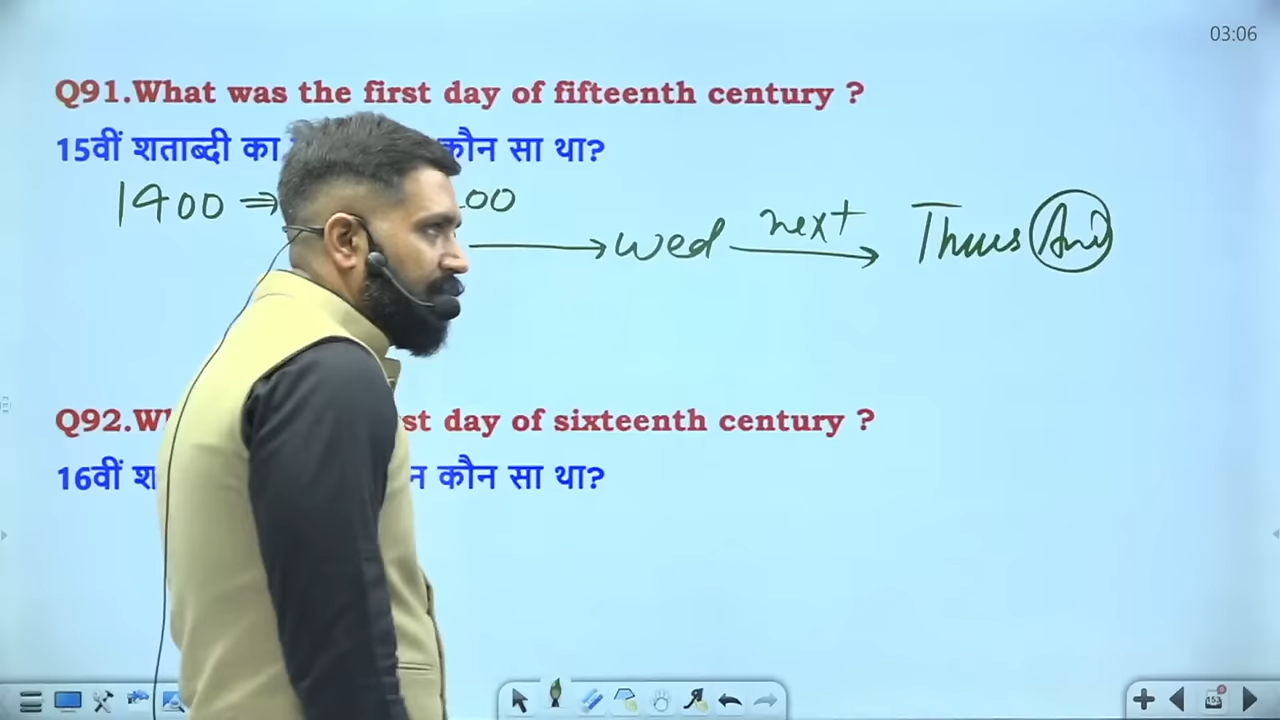 03:06
Q91.What was the first day of fifteenth century ?
15वीं शताब्दी का कौन सा था?
1400 ⇒ 00
→ wed next → Thurs Ans
Q92. st day of sixteenth century ?
16वीं कौन सा था?